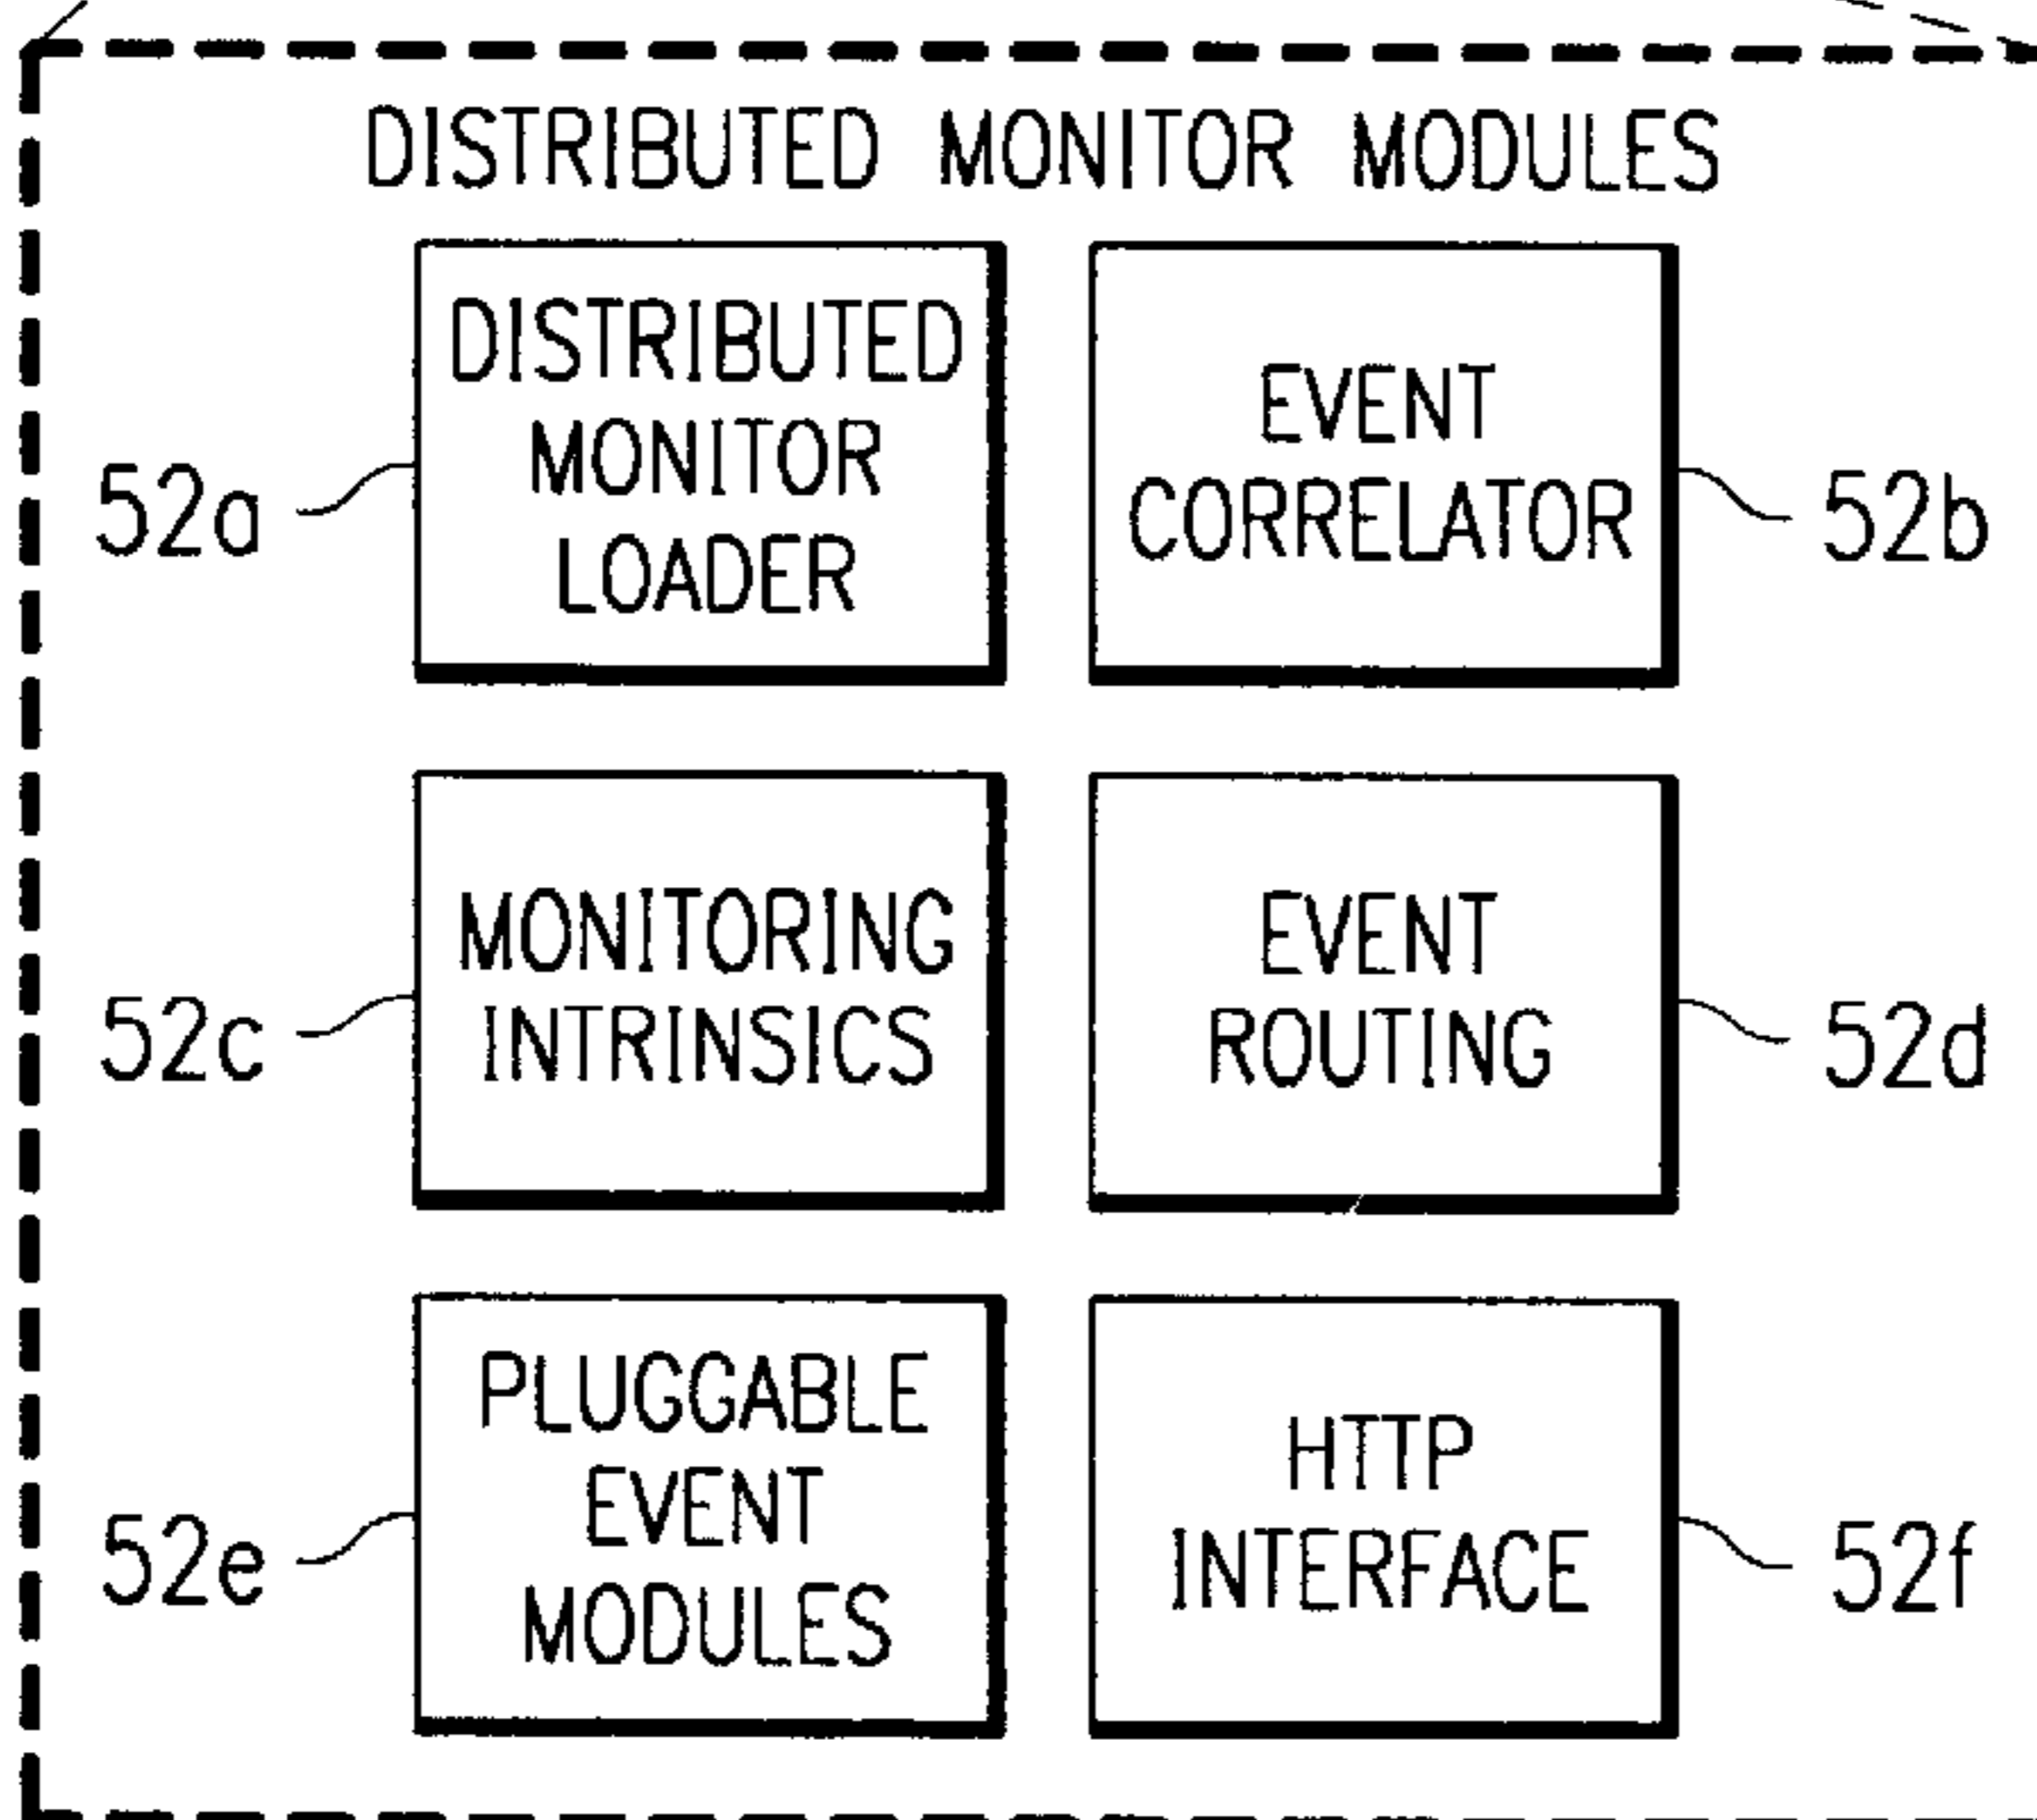 DISTRIBUTED MONITOR MODULES
DISTRIBUTED
MONITOR
LOADER
52a
EVENT
CORRELATOR
52b
MONITORING
INTRINSICS
52c
EVENT
ROUTING
52d
PLUGGABLE
EVENT
MODULES
52e
HTTP
INTERFACE
52f